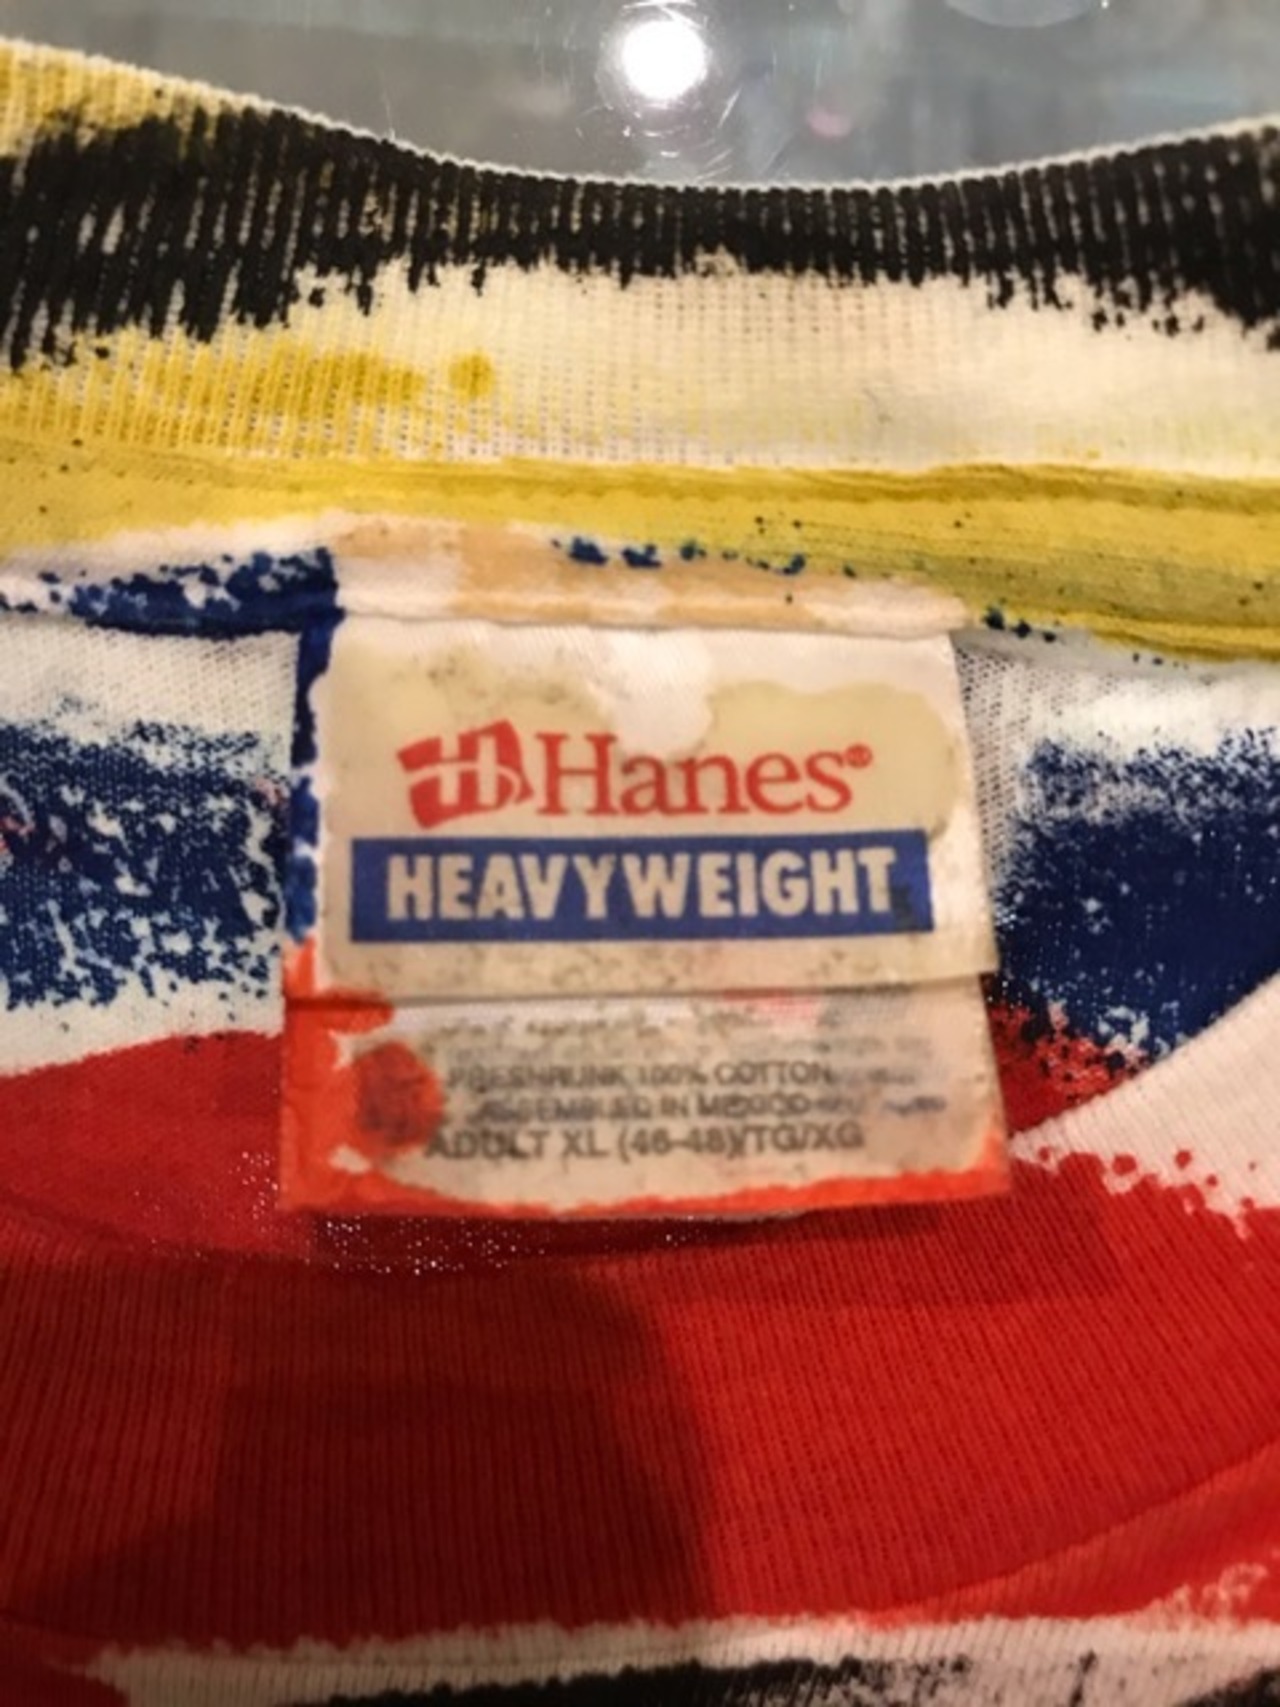 Hanes®
HEAVYWEIGHT
PRESHRUNK 100% COTTON
ASSEMBLED IN MEXICO
ADULT XL (46-48)/TG/XG